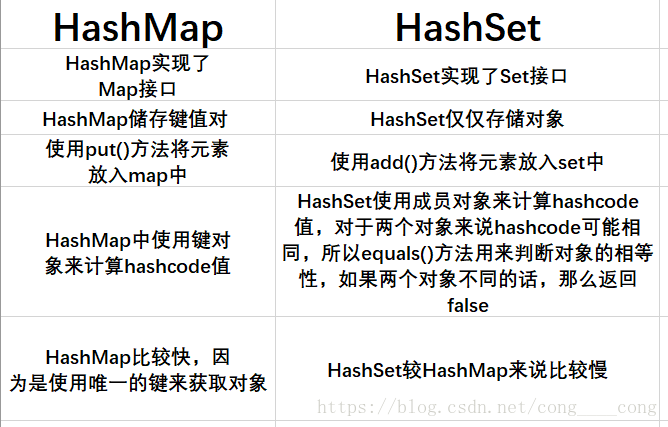 HashMap
HashSet
HashMap实现了
Map接口
HashSet实现了Set接口
HashMap储存键值对
HashSet仅仅存储对象
使用put()方法将元素
放入map中
使用add()方法将元素放入set中
HashMap中使用键对
象来计算hashcode值
HashSet使用成员对象来计算hashcode
值，对于两个对象来说hashcode可能相
同，所以equals()方法用来判断对象的相等
性，如果两个对象不同的话，那么返回
false
HashMap比较快，因
为是使用唯一的键来获取对象
HashSet较HashMap来说比较慢
https://blog.csdn.net/cong____cong